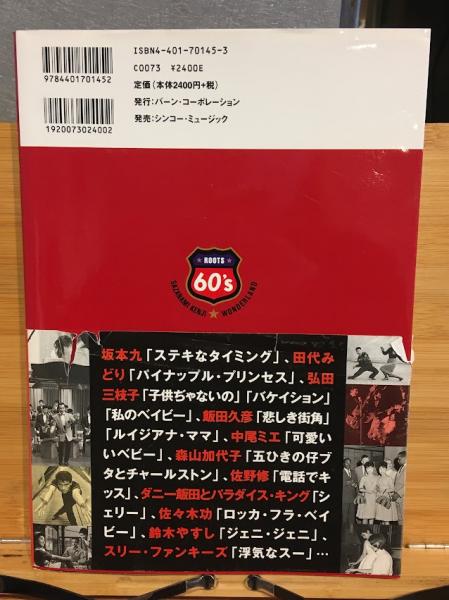 ISBN4-401-70145-3
C0073 ¥2400E
定価(本体2400円+税)
発行:バーン・コーポレーション
発売:シンコー・ミュージック
9784401701452
1920073024002
ROOTS
60's
SAZANAMI KENJI ★ WONDERLAND
坂本九「ステキなタイミング」、田代み
どり「パイナップル・プリンセス」、弘田
三枝子「子供ぢゃないの」「バケイション」
「私のベイビー」、飯田久彦「悲しき街角」
「ルイジアナ・ママ」、中尾ミエ「可愛い
いベビー」、森山加代子「五ひきの仔ブ
タとチャールストン」、佐野修「電話でキ
ッス」、ダニー飯田とパラダイス・キング「シ
ェリー」、佐々木功「ロッカ・フラ・ベイ
ビー」、鈴木やすし「ジェニ・ジェニ」、
スリー・ファンキーズ「浮気なスー」…